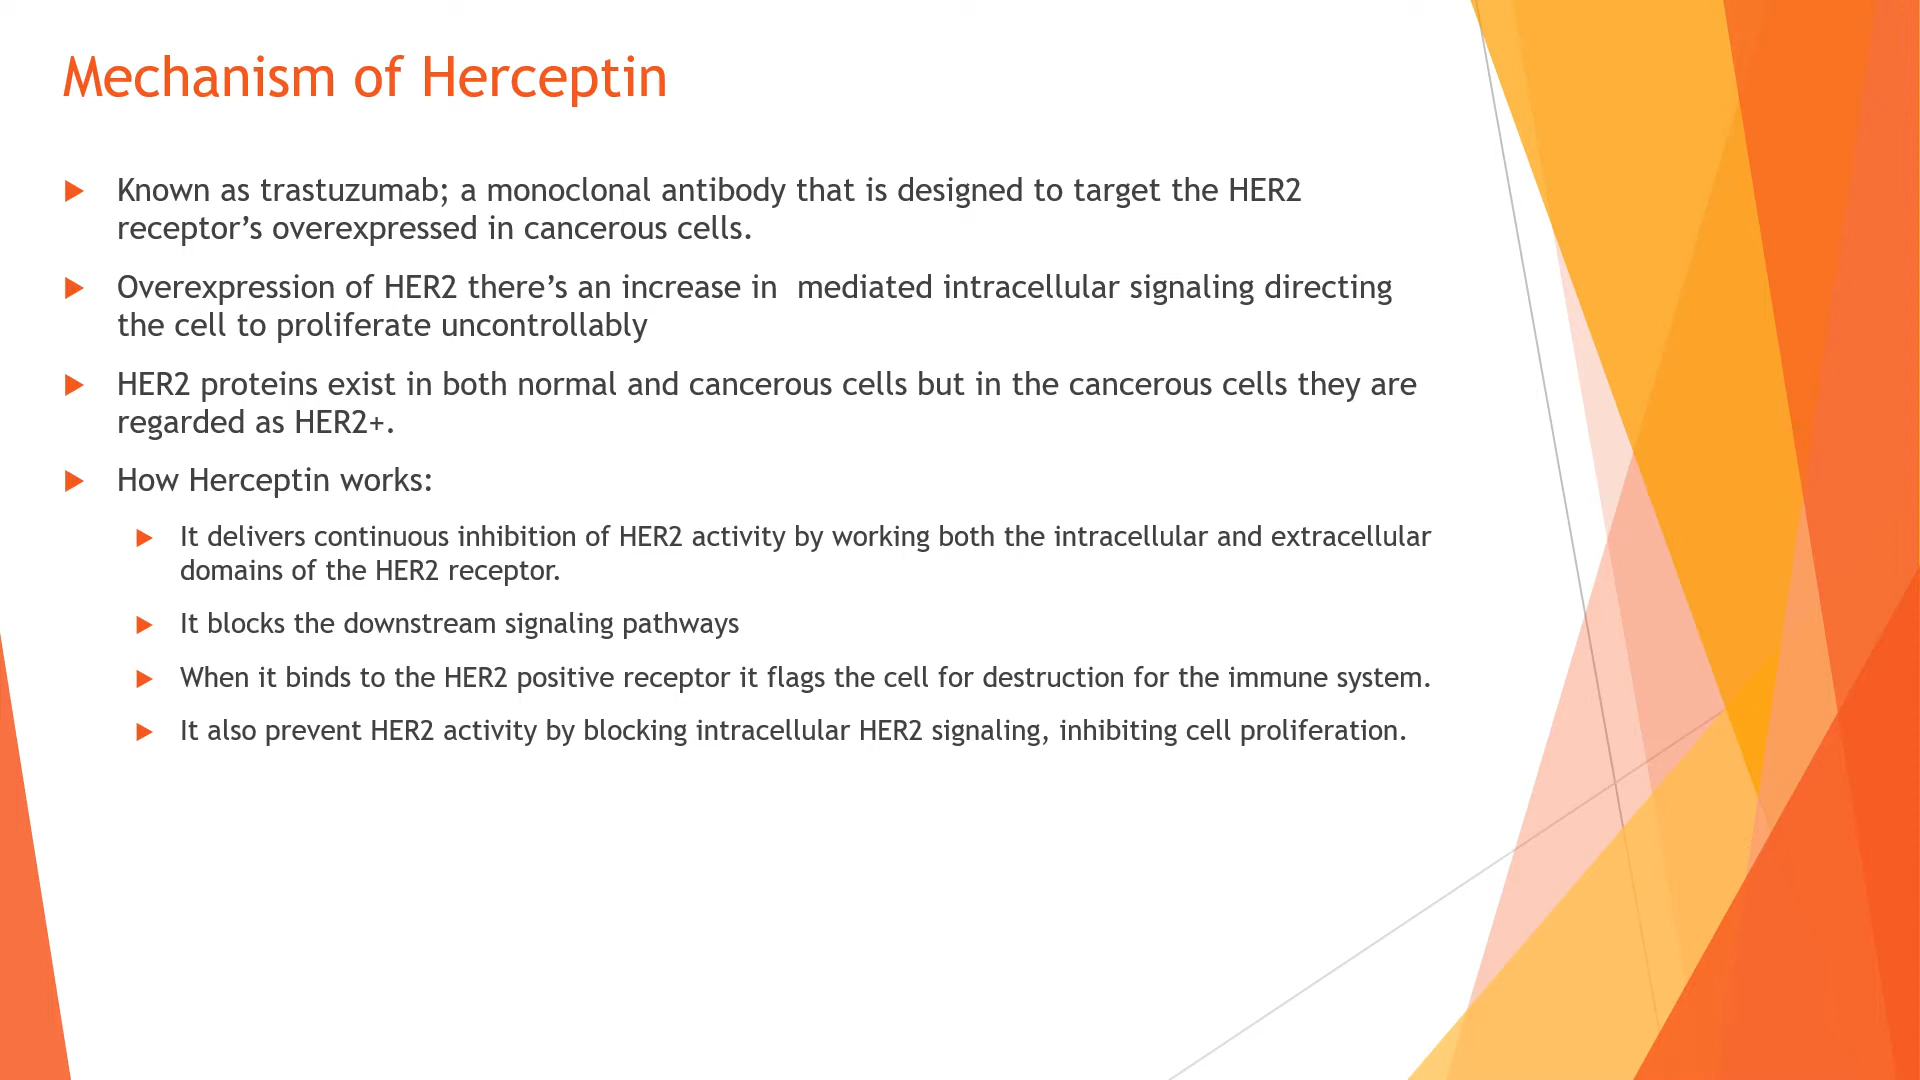 Mechanism of Herceptin
Known as trastuzumab; a monoclonal antibody that is designed to target the HER2
receptor’s overexpressed in cancerous cells.
Overexpression of HER2 there’s an increase in  mediated intracellular signaling directing
the cell to proliferate uncontrollably
HER2 proteins exist in both normal and cancerous cells but in the cancerous cells they are
regarded as HER2+.
How Herceptin works:
It delivers continuous inhibition of HER2 activity by working both the intracellular and extracellular
domains of the HER2 receptor.
It blocks the downstream signaling pathways
When it binds to the HER2 positive receptor it flags the cell for destruction for the immune system.
It also prevent HER2 activity by blocking intracellular HER2 signaling, inhibiting cell proliferation.